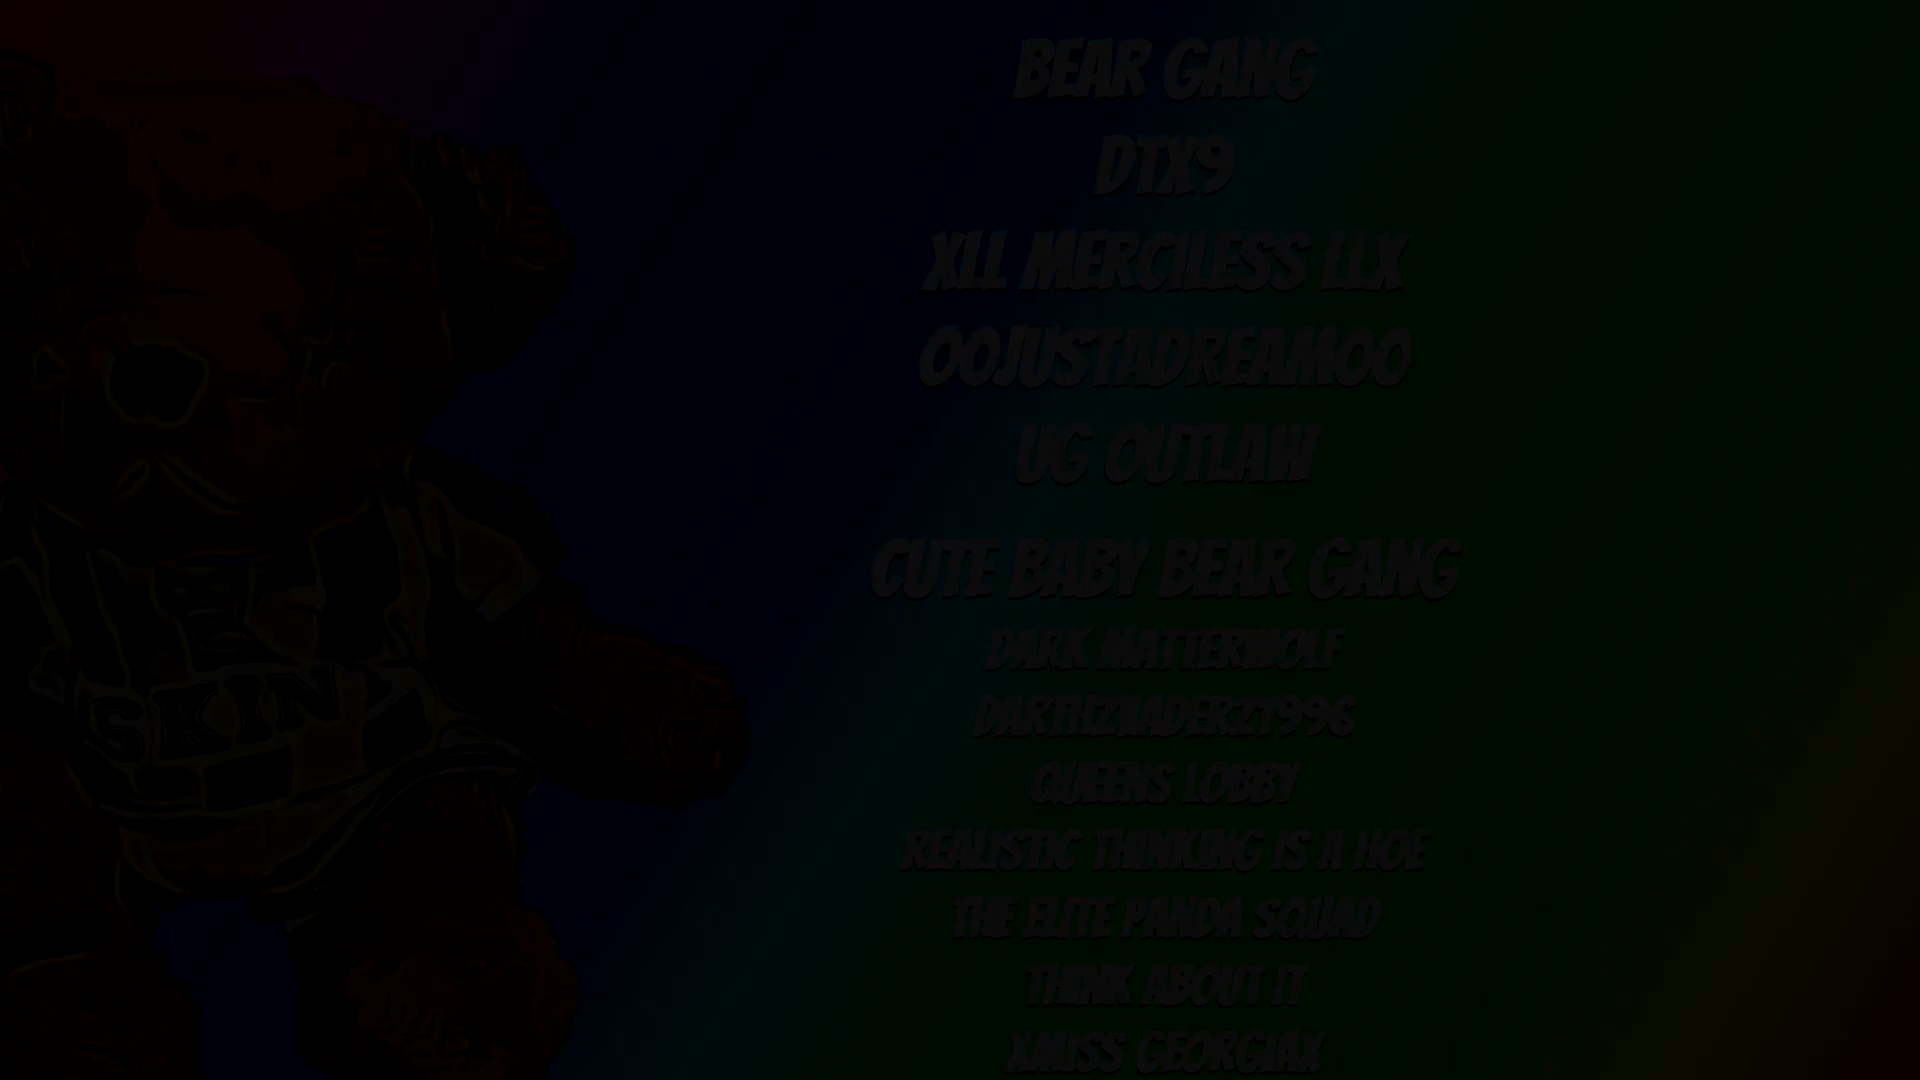 BEAR GANG
DTX9
XLL MERCILESS LLX
OOJUSTADREAMOO
UG OUTLAW
CUTE BABY BEAR GANG
DARK MATTERWOLF
QUEENS LOBBY
REALISTIC THINKING IS A HOE
THE ELITE PANDA SQUAD
THINK ABOUT IT
XMISS GEORGIAX
SKIN